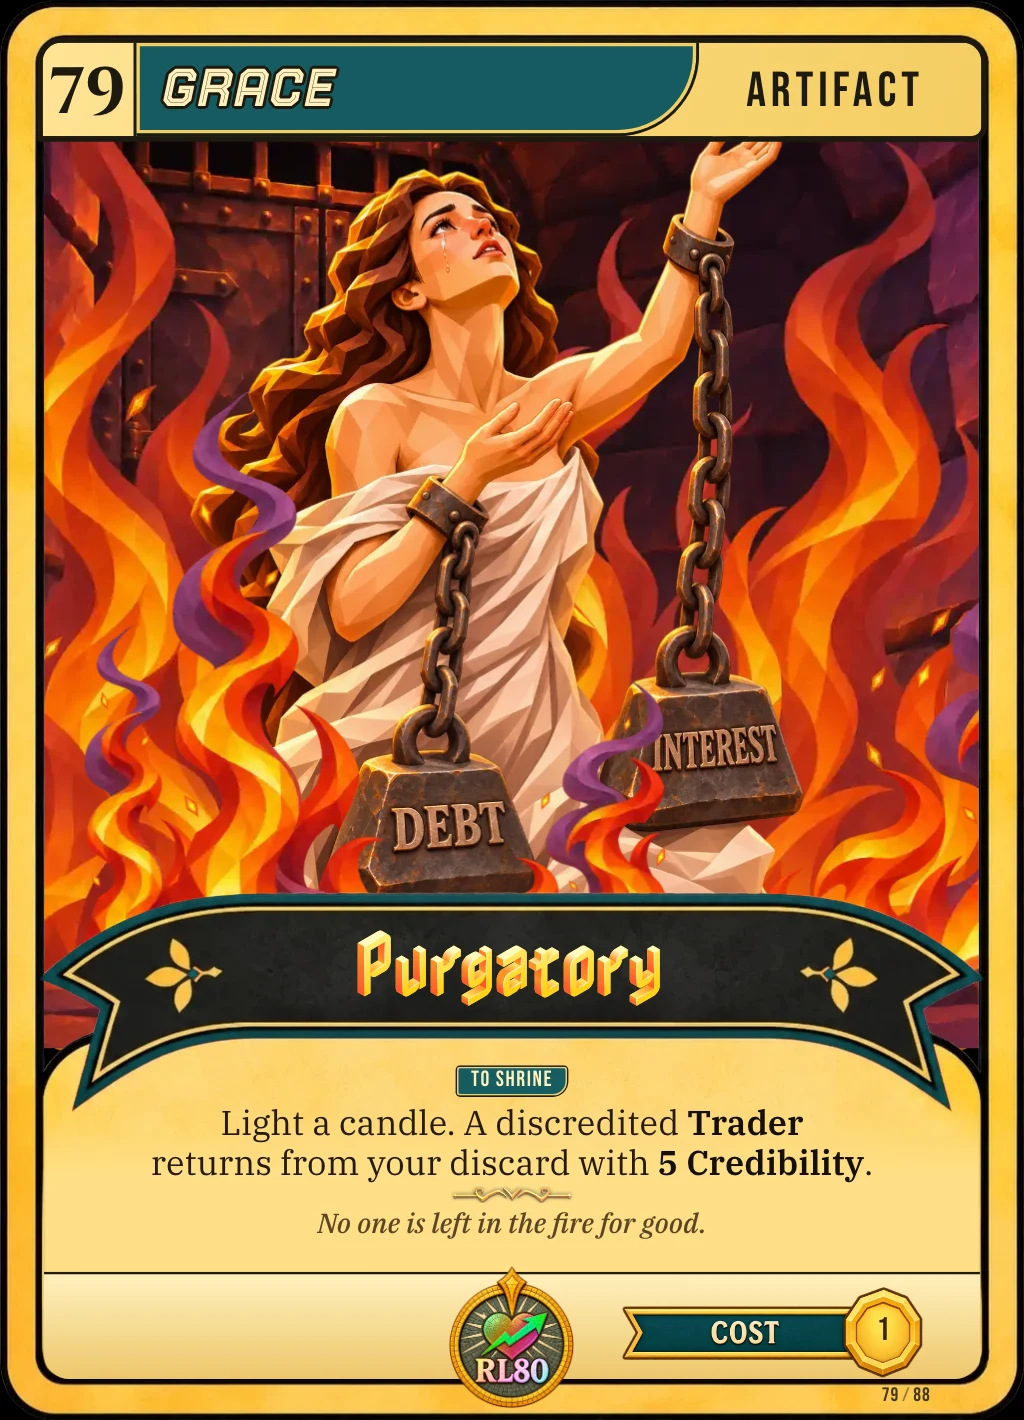 79
GRACE
ARTIFACT
INTEREST
DEBT
Purgatory
TO SHRINE
Light a candle. A discredited Trader
returns from your discard with 5 Credibility.
No one is left in the fire for good.
RL80
COST
1
79 / 88